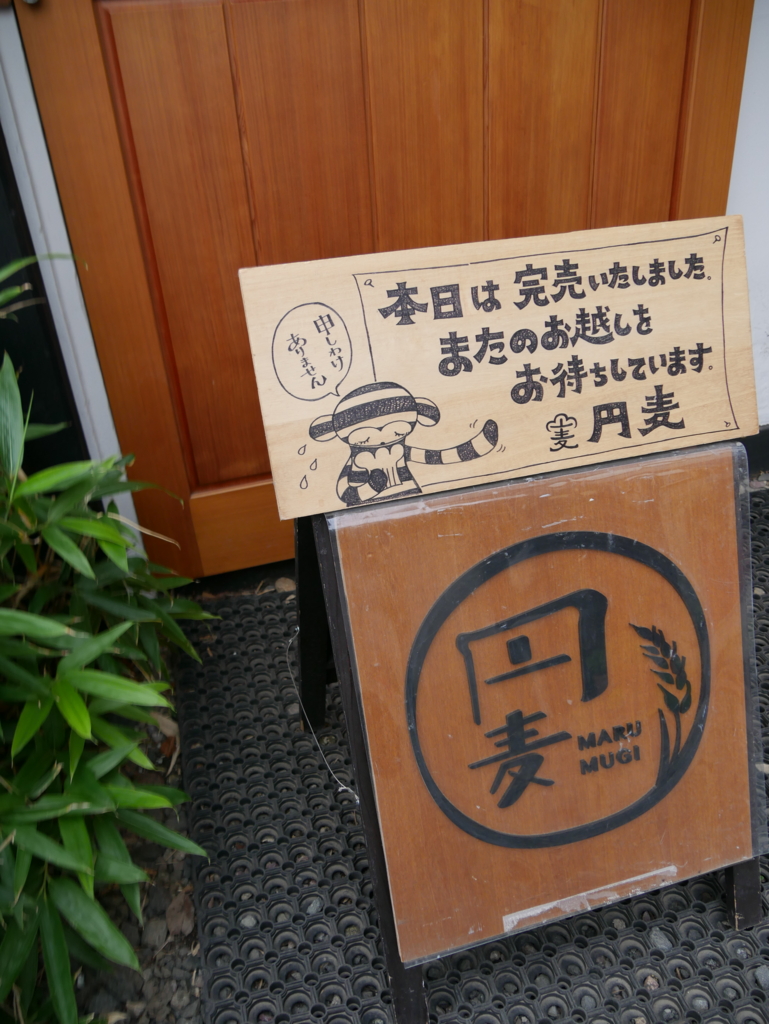 申しわけ
ありません
本日は 完売いたしました。
またのお越しを
お待ちしています。
麦 円麦
円
麦
MARU
MUGI